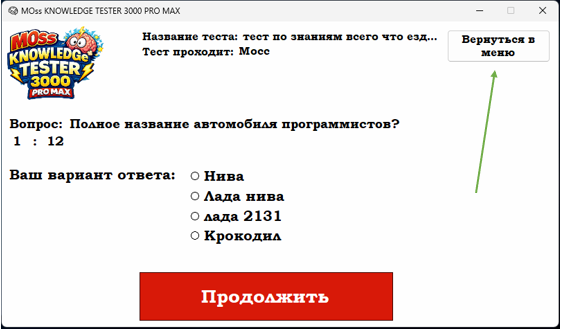 MOss KNOWLEDGE TESTER 3000 PRO MAX
MOss
KNOWLEDGE
TESTER
3000
PRO MAX
Название теста: тест по знаниям всего что езд...
Тест проходит: Мосс
Вернуться в
меню
Вопрос: Полное название автомобиля программистов?
1 : 12
Ваш вариант ответа:
Нива
Лада нива
лада 2131
Крокодил
Продолжить